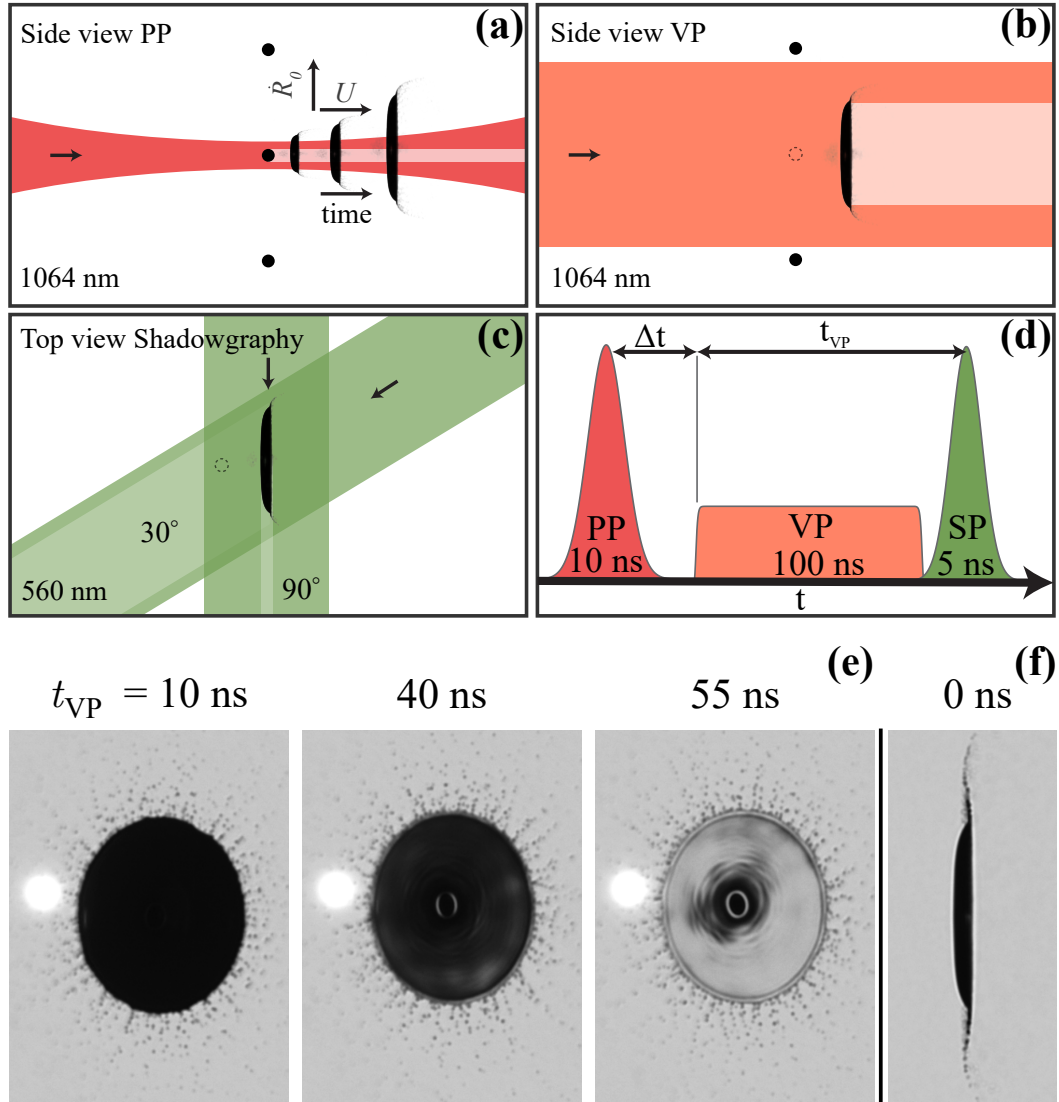 Side view PP
(a)
Ṙ₀
U
time
1064 nm
Side view VP
(b)
1064 nm
Top view Shadowgraphy
(c)
30°
560 nm
90°
(d)
Δt
t_VP
PP
10 ns
VP
100 ns
SP
5 ns
t
(e)
(f)
t_VP = 10 ns
40 ns
55 ns
0 ns